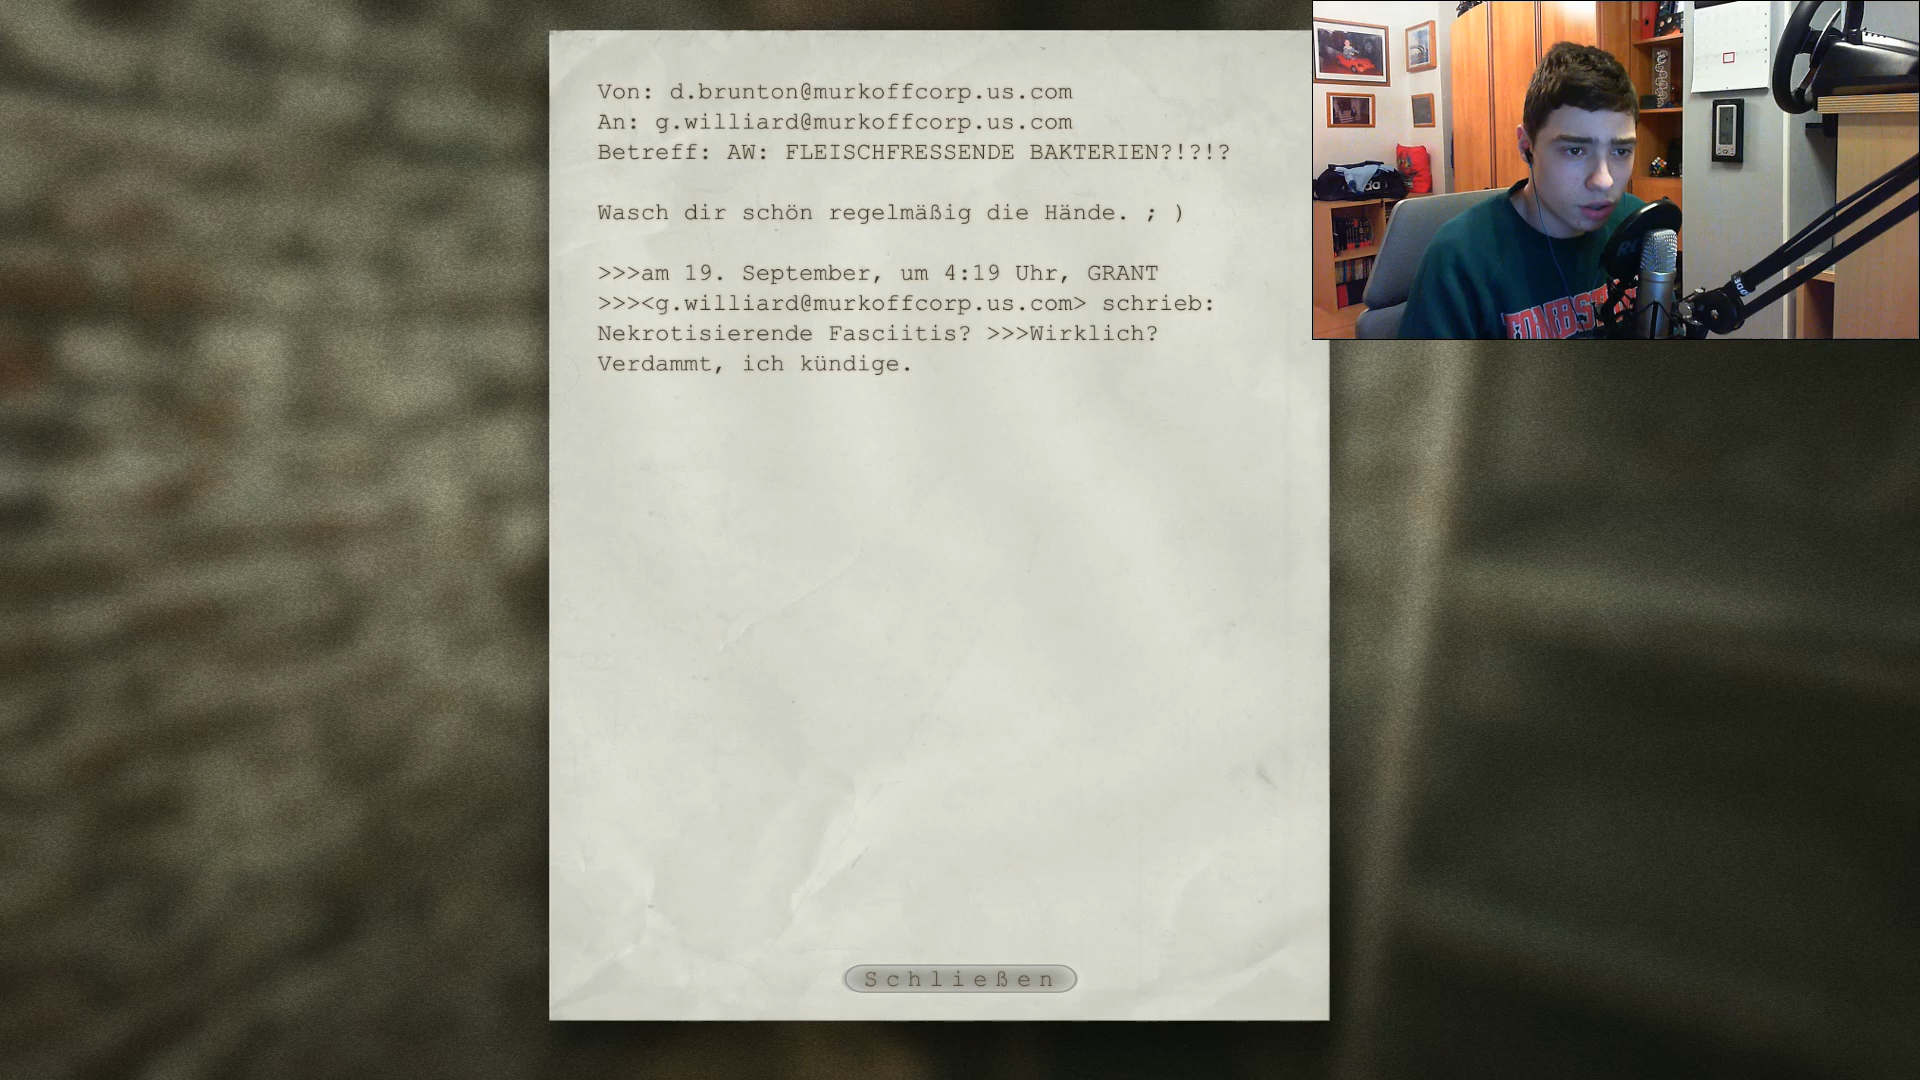 Von: d.brunton@murkoffcorp.us.com
An: g.williard@murkoffcorp.us.com
Betreff: AW: FLEISCHFRESSENDE BAKTERIEN?!?!?
Wasch dir schön regelmäßig die Hände. ; )
>>>am 19. September, um 4:19 Uhr, GRANT
>>><g.williard@murkoffcorp.us.com> schrieb:
Nekrotisierende Fasciitis? >>>Wirklich?
Verdammt, ich kündige.
Schließen